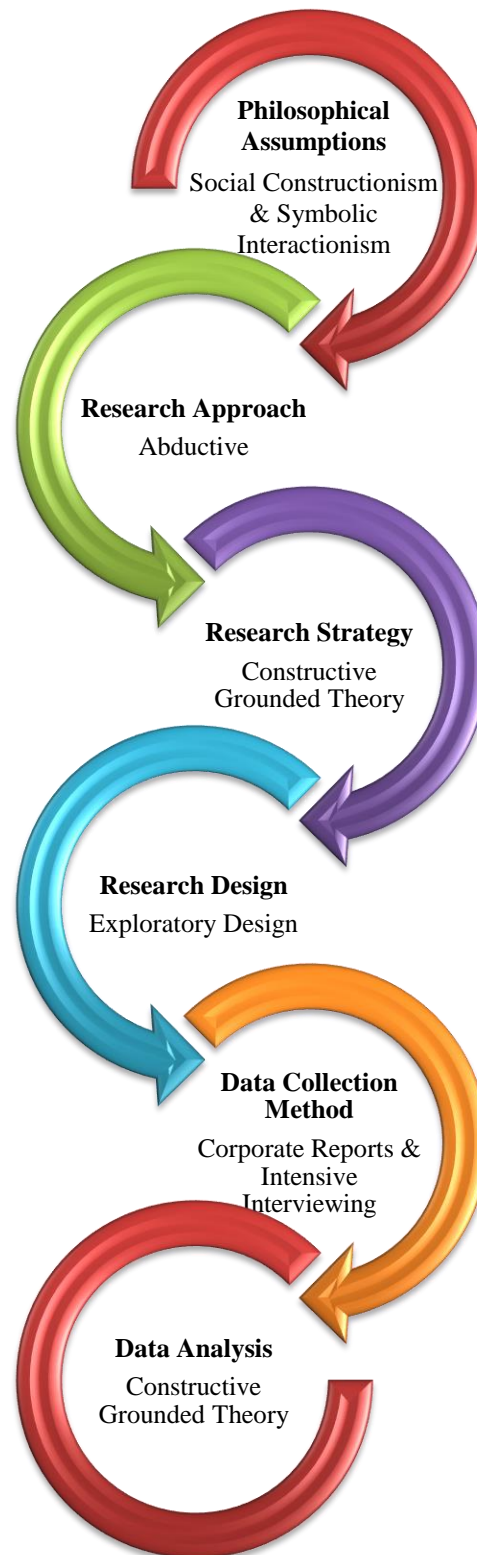 Philosophical
Assumptions
Social Constructionism
& Symbolic
Interactionism
Research Approach
Abductive
Research Strategy
Constructive
Grounded Theory
Research Design
Exploratory Design
Data Collection
Method
Corporate Reports &
Intensive
Interviewing
Data Analysis
Constructive
Grounded Theory